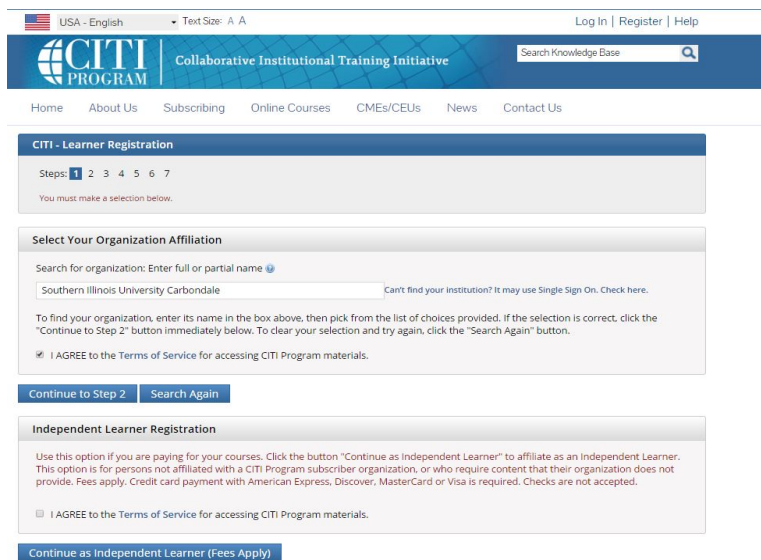 USA - English Text Size: A A Log In | Register | Help
CITI PROGRAM Collaborative Institutional Training Initiative Search Knowledge Base
Home About Us Subscribing Online Courses CMEs/CEUs News Contact Us
CITI - Learner Registration
Steps: 1 2 3 4 5 6 7
You must make a selection below.
Select Your Organization Affiliation
Search for organization: Enter full or partial name
Southern Illinois University Carbondale Can't find your institution? It may use Single Sign On. Check here.
To find your organization, enter its name in the box above, then pick from the list of choices provided. If the selection is correct, click the
"Continue to Step 2" button immediately below. To clear your selection and try again, click the "Search Again" button.
I AGREE to the Terms of Service for accessing CITI Program materials.
Continue to Step 2 Search Again
Independent Learner Registration
Use this option if you are paying for your courses. Click the button "Continue as Independent Learner" to affiliate as an Independent Learner.
This option is for persons not affiliated with a CITI Program subscriber organization, or who require content that their organization does not
provide. Fees apply. Credit card payment with American Express, Discover, MasterCard or Visa is required. Checks are not accepted.
I AGREE to the Terms of Service for accessing CITI Program materials.
Continue as Independent Learner (Fees Apply)